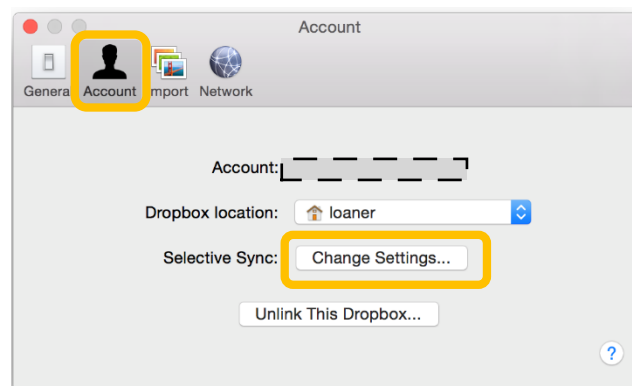 Account
Genera Account mport Network
Account:
Dropbox location: loaner
Selective Sync: Change Settings...
Unlink This Dropbox...
?